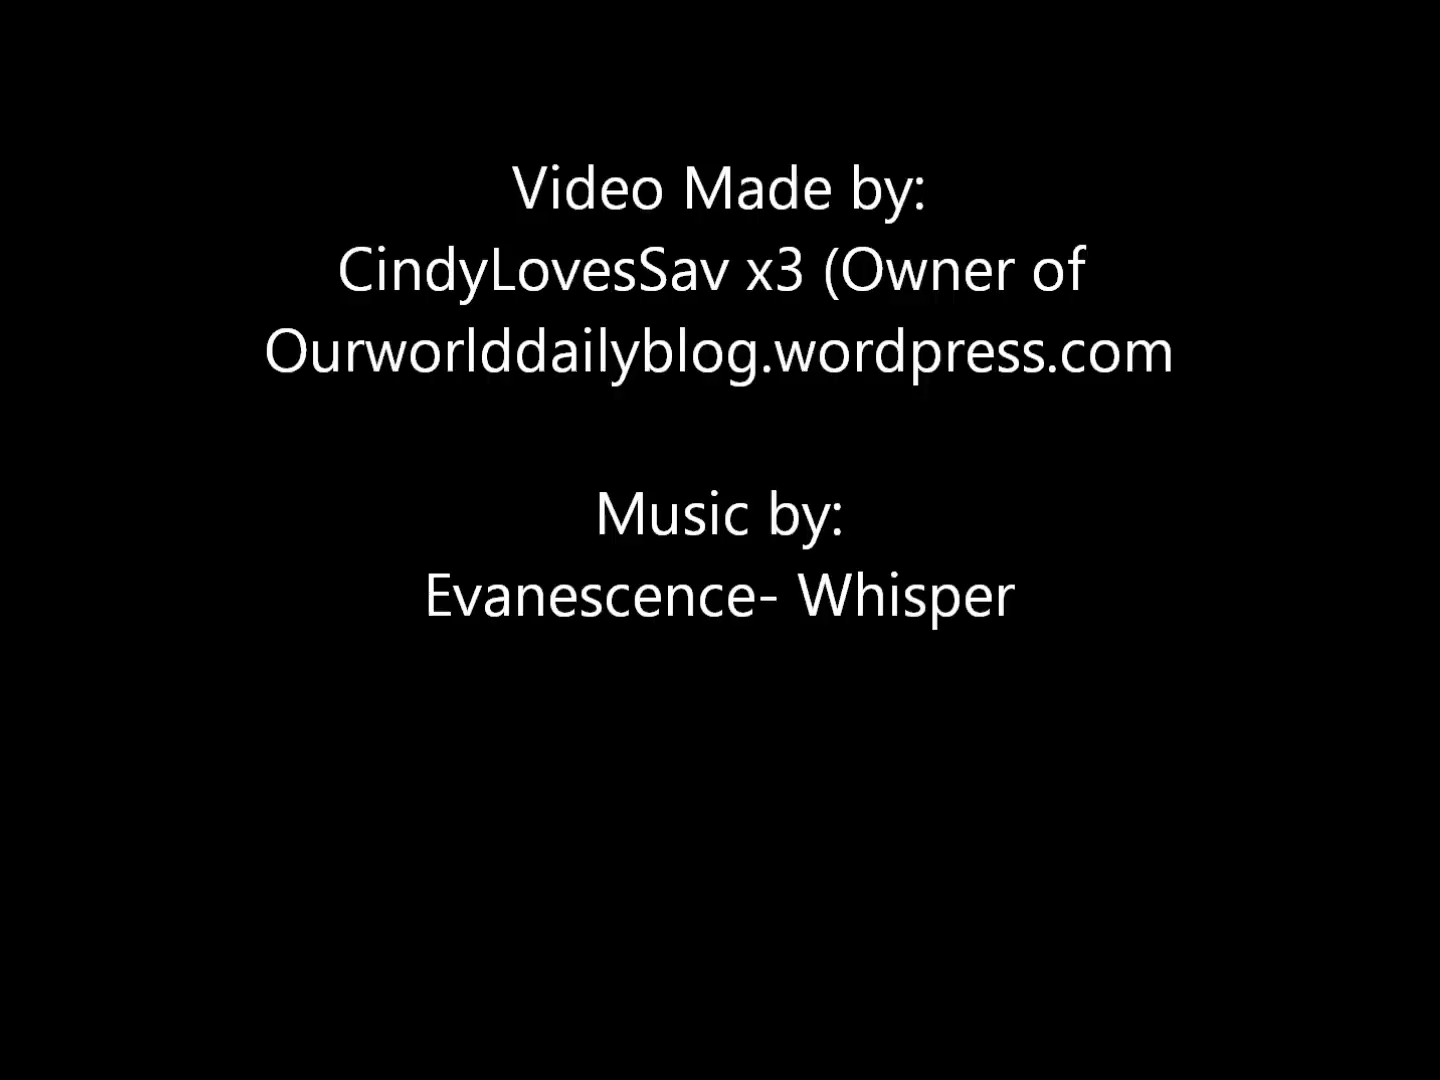 Video Made by:
CindyLovesSav x3 (Owner of
Ourworlddailyblog.wordpress.com
Music by:
Evanescence- Whisper